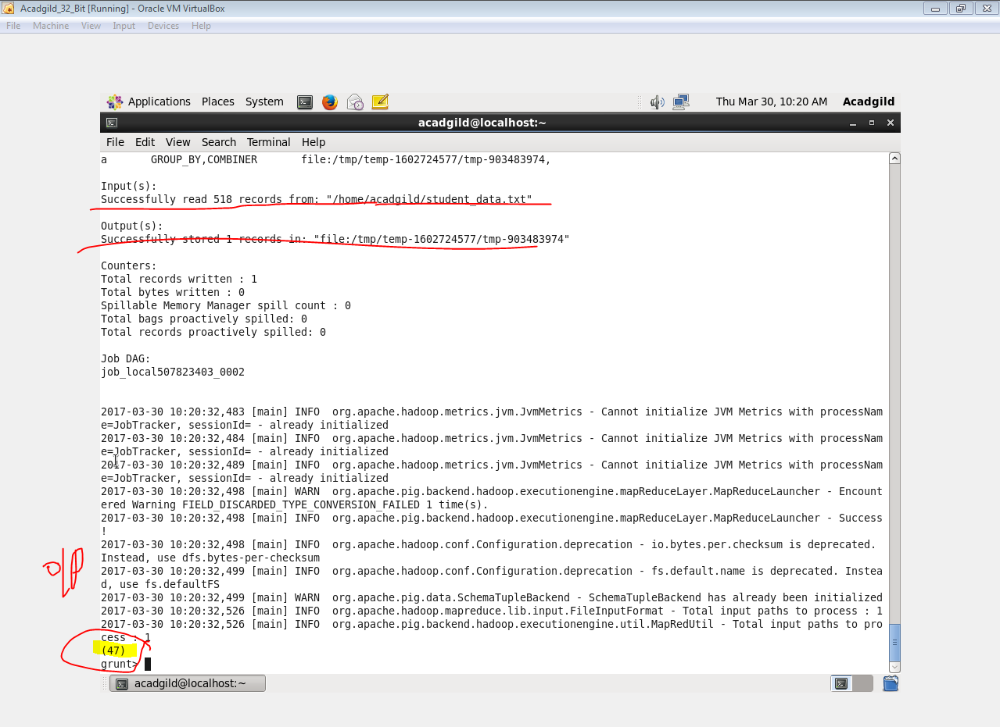 Acadgild_32_Bit [Running] - Oracle VM VirtualBox
File Machine View Input Devices Help
Applications Places System Thu Mar 30, 10:20 AM Acadgild
acadgild@localhost:~
File Edit View Search Terminal Help
a GROUP_BY,COMBINER file:/tmp/temp-1602724577/tmp-903483974,
Input(s):
Successfully read 518 records from: "/home/acadgild/student_data.txt"
Output(s):
Successfully stored 1 records in: "file:/tmp/temp-1602724577/tmp-903483974"
Counters:
Total records written : 1
Total bytes written : 0
Spillable Memory Manager spill count : 0
Total bags proactively spilled: 0
Total records proactively spilled: 0
Job DAG:
job_local507823403_0002
2017-03-30 10:20:32,483 [main] INFO  org.apache.hadoop.metrics.jvm.JvmMetrics - Cannot initialize JVM Metrics with processNam
e=JobTracker, sessionId= - already initialized
2017-03-30 10:20:32,484 [main] INFO  org.apache.hadoop.metrics.jvm.JvmMetrics - Cannot initialize JVM Metrics with processNam
e=JobTracker, sessionId= - already initialized
2017-03-30 10:20:32,489 [main] INFO  org.apache.hadoop.metrics.jvm.JvmMetrics - Cannot initialize JVM Metrics with processNam
e=JobTracker, sessionId= - already initialized
2017-03-30 10:20:32,498 [main] WARN  org.apache.pig.backend.hadoop.executionengine.mapReduceLayer.MapReduceLauncher - Encount
ered Warning FIELD_DISCARDED_TYPE_CONVERSION_FAILED 1 time(s).
2017-03-30 10:20:32,498 [main] INFO  org.apache.pig.backend.hadoop.executionengine.mapReduceLayer.MapReduceLauncher - Success
!
2017-03-30 10:20:32,498 [main] INFO  org.apache.hadoop.conf.Configuration.deprecation - io.bytes.per.checksum is deprecated.
Instead, use dfs.bytes-per-checksum
2017-03-30 10:20:32,499 [main] INFO  org.apache.hadoop.conf.Configuration.deprecation - fs.default.name is deprecated. Instea
d, use fs.defaultFS
o/p
2017-03-30 10:20:32,499 [main] WARN  org.apache.pig.data.SchemaTupleBackend - SchemaTupleBackend has already been initialized
2017-03-30 10:20:32,526 [main] INFO  org.apache.hadoop.mapreduce.lib.input.FileInputFormat - Total input paths to process : 1
2017-03-30 10:20:32,526 [main] INFO  org.apache.pig.backend.hadoop.executionengine.util.MapRedUtil - Total input paths to pro
cess : 1
(47)
grunt>
acadgild@localhost:~